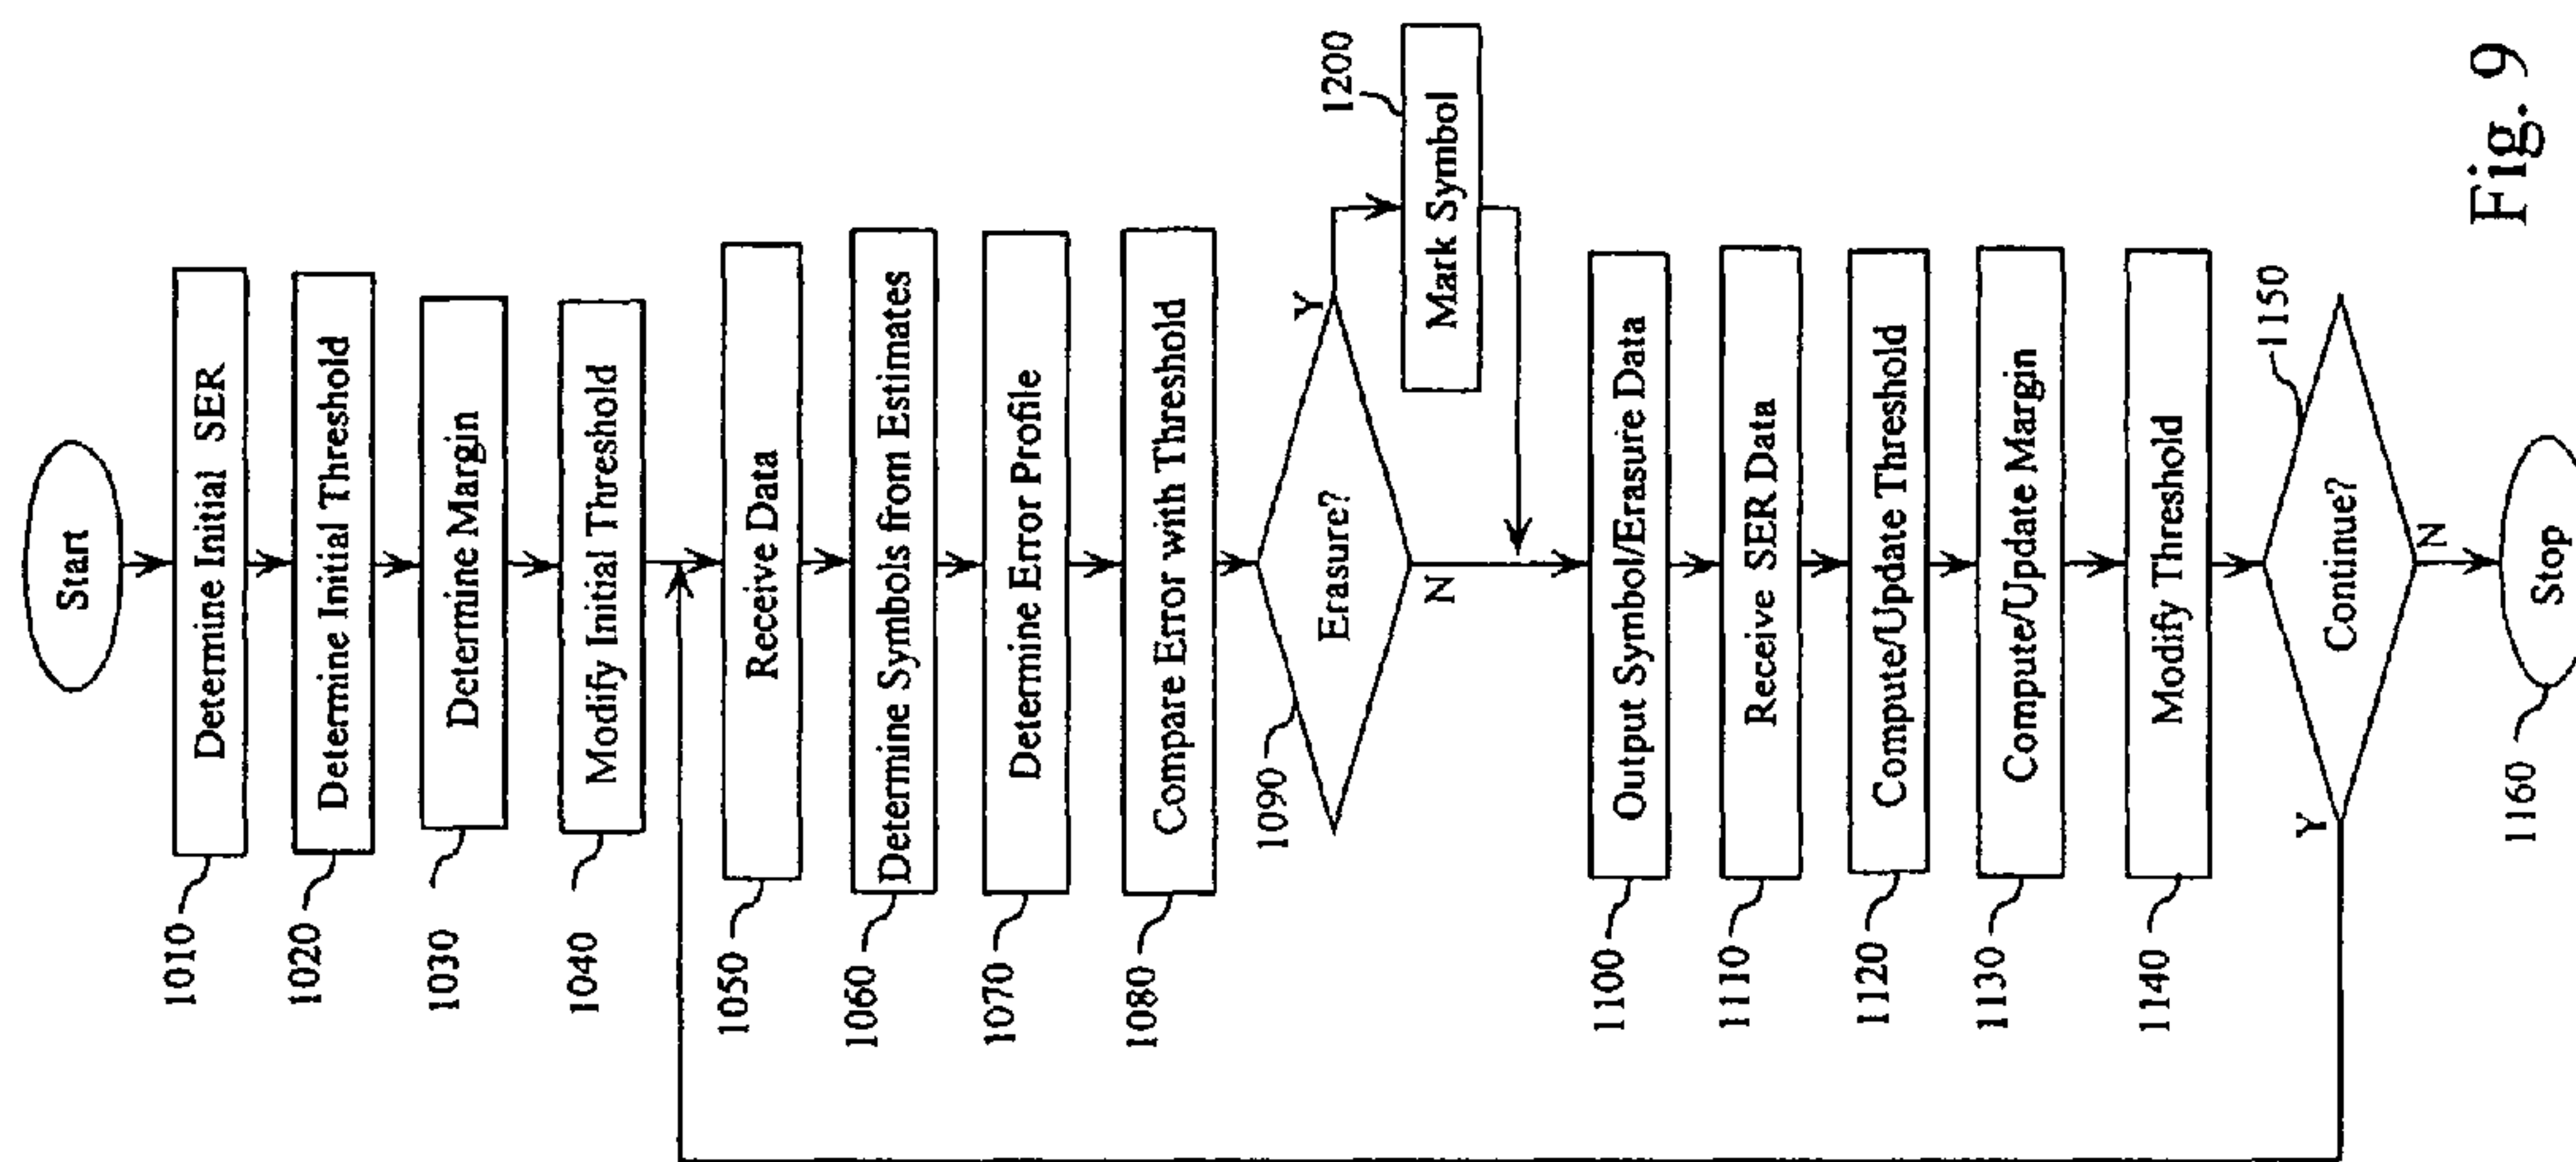 Start
1010
Determine Initial SER
1020
Determine Initial Threshold
1030
Determine Margin
1040
Modify Initial Threshold
1050
Receive Data
1060
Determine Symbols from Estimates
1070
Determine Error Profile
1080
Compare Error with Threshold
1090
Erasure?
Y
N
1200
Mark Symbol
1100
Output Symbol/Erasure Data
1110
Receive SER Data
1120
Compute/Update Threshold
1130
Compute/Update Margin
1140
Modify Threshold
1150
Continue?
Y
N
1160
Stop
Fig. 9